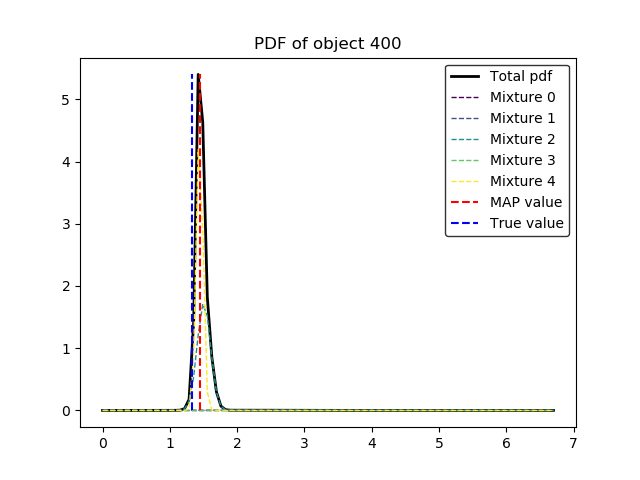 PDF of object 400
Total pdf
Mixture 0
Mixture 1
Mixture 2
Mixture 3
Mixture 4
MAP value
True value
5
4
3
2
1
0
0 1 2 3 4 5 6 7